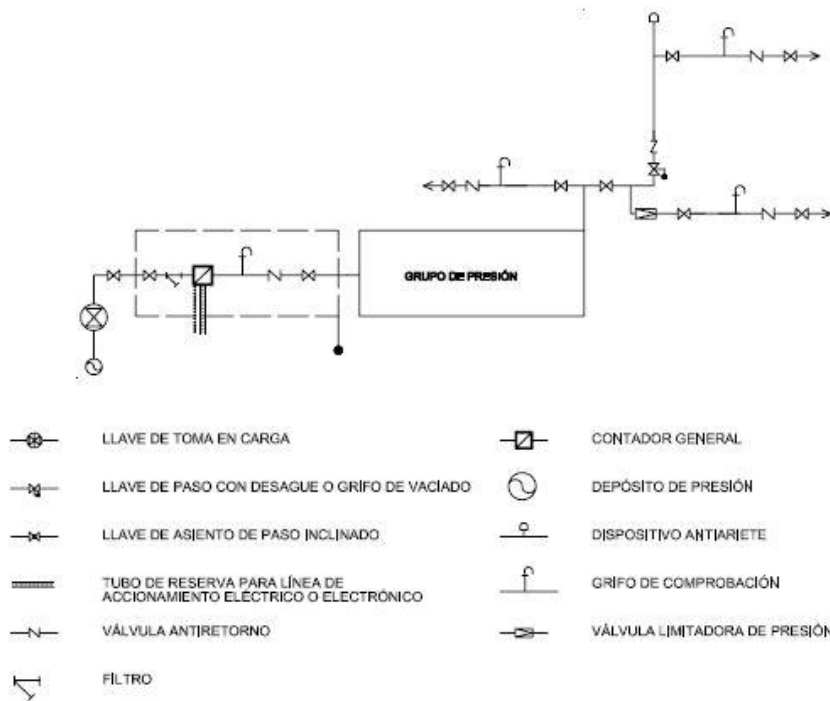 GRUPO DE PRESIÓN
LLAVE DE TOMA EN CARGA
CONTADOR GENERAL
LLAVE DE PASO CON DESAGUE O GRIFO DE VACIADO
DEPÓSITO DE PRESIÓN
LLAVE DE ASIENTO DE PASO INCLINADO
DISPOSITIVO ANTIARIETE
TUBO DE RESERVA PARA LÍNEA DE
ACCIONAMIENTO ELÉCTRICO O ELECTRÓNICO
GRIFO DE COMPROBACIÓN
VÁLVULA ANTIRETORNO
VÁLVULA LIMITADORA DE PRESIÓN
FILTRO